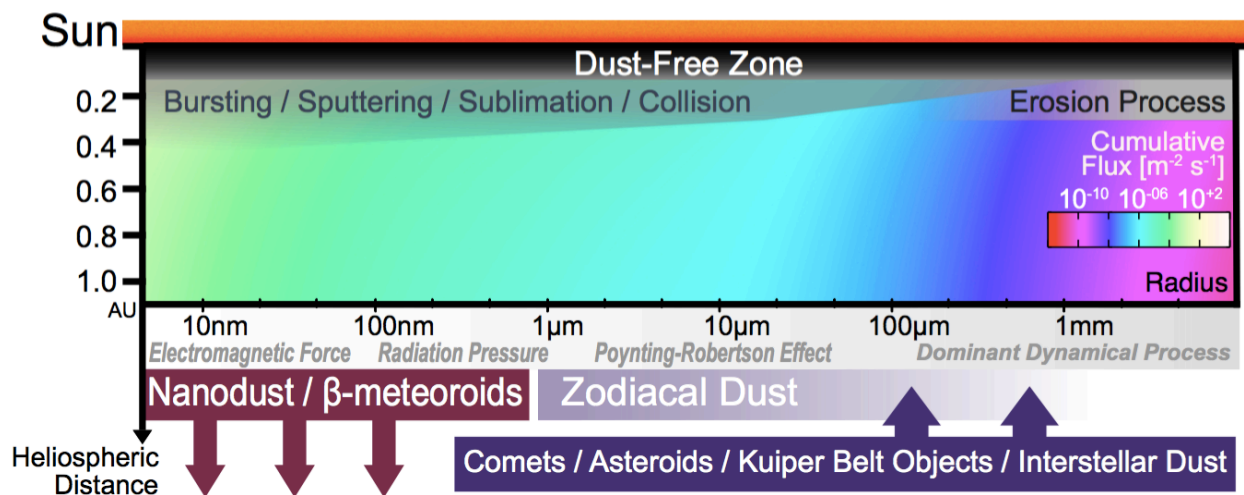 Sun
Dust-Free Zone
Bursting / Sputtering / Sublimation / Collision
Erosion Process
0.2
0.4
0.6
0.8
1.0
AU
Cumulative
Flux [m⁻² s⁻¹]
10⁻¹⁰ 10⁻⁰⁶ 10⁺²
Radius
10nm 100nm 1µm 10µm 100µm 1mm
Electromagnetic Force Radiation Pressure Poynting-Robertson Effect Dominant Dynamical Process
Nanodust / β-meteoroids Zodiacal Dust
Comets / Asteroids / Kuiper Belt Objects / Interstellar Dust
Heliospheric
Distance